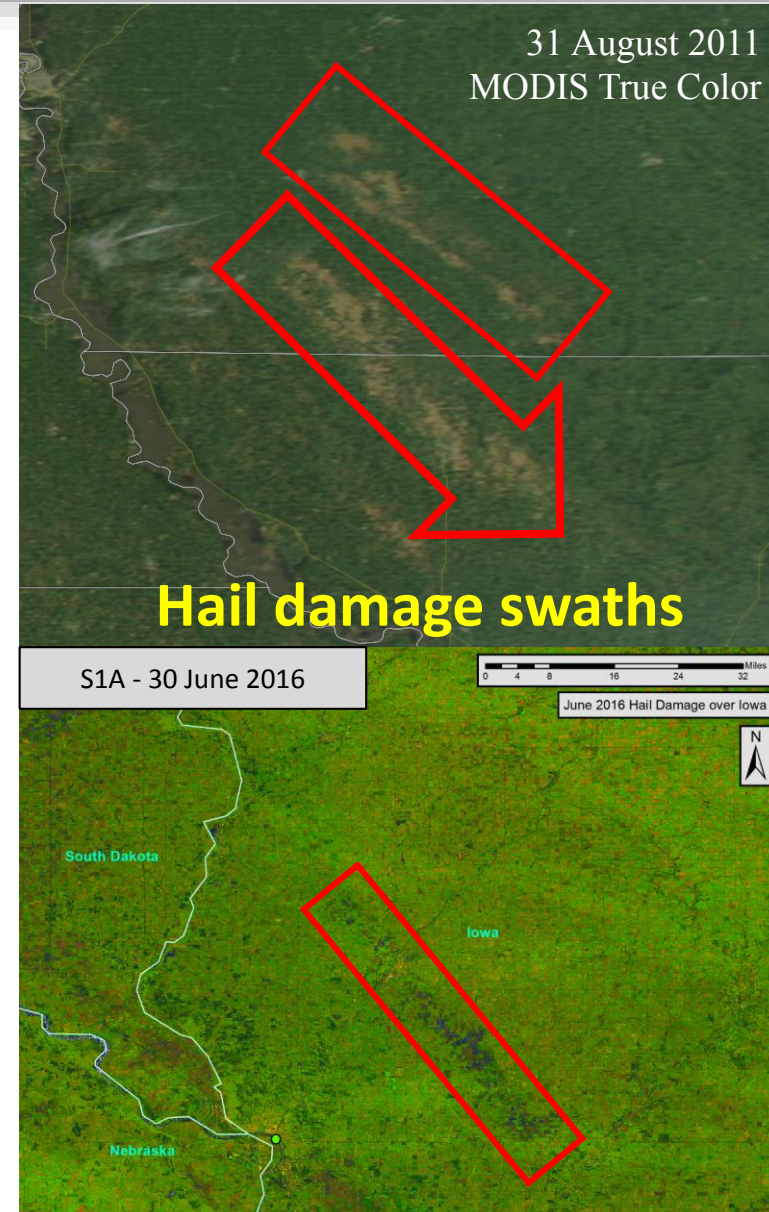 31 August 2011
MODIS True Color
Hail damage swaths
S1A - 30 June 2016
Miles
0 4 8 16 24 32
June 2016 Hail Damage over Iowa
N
South Dakota
Iowa
Nebraska